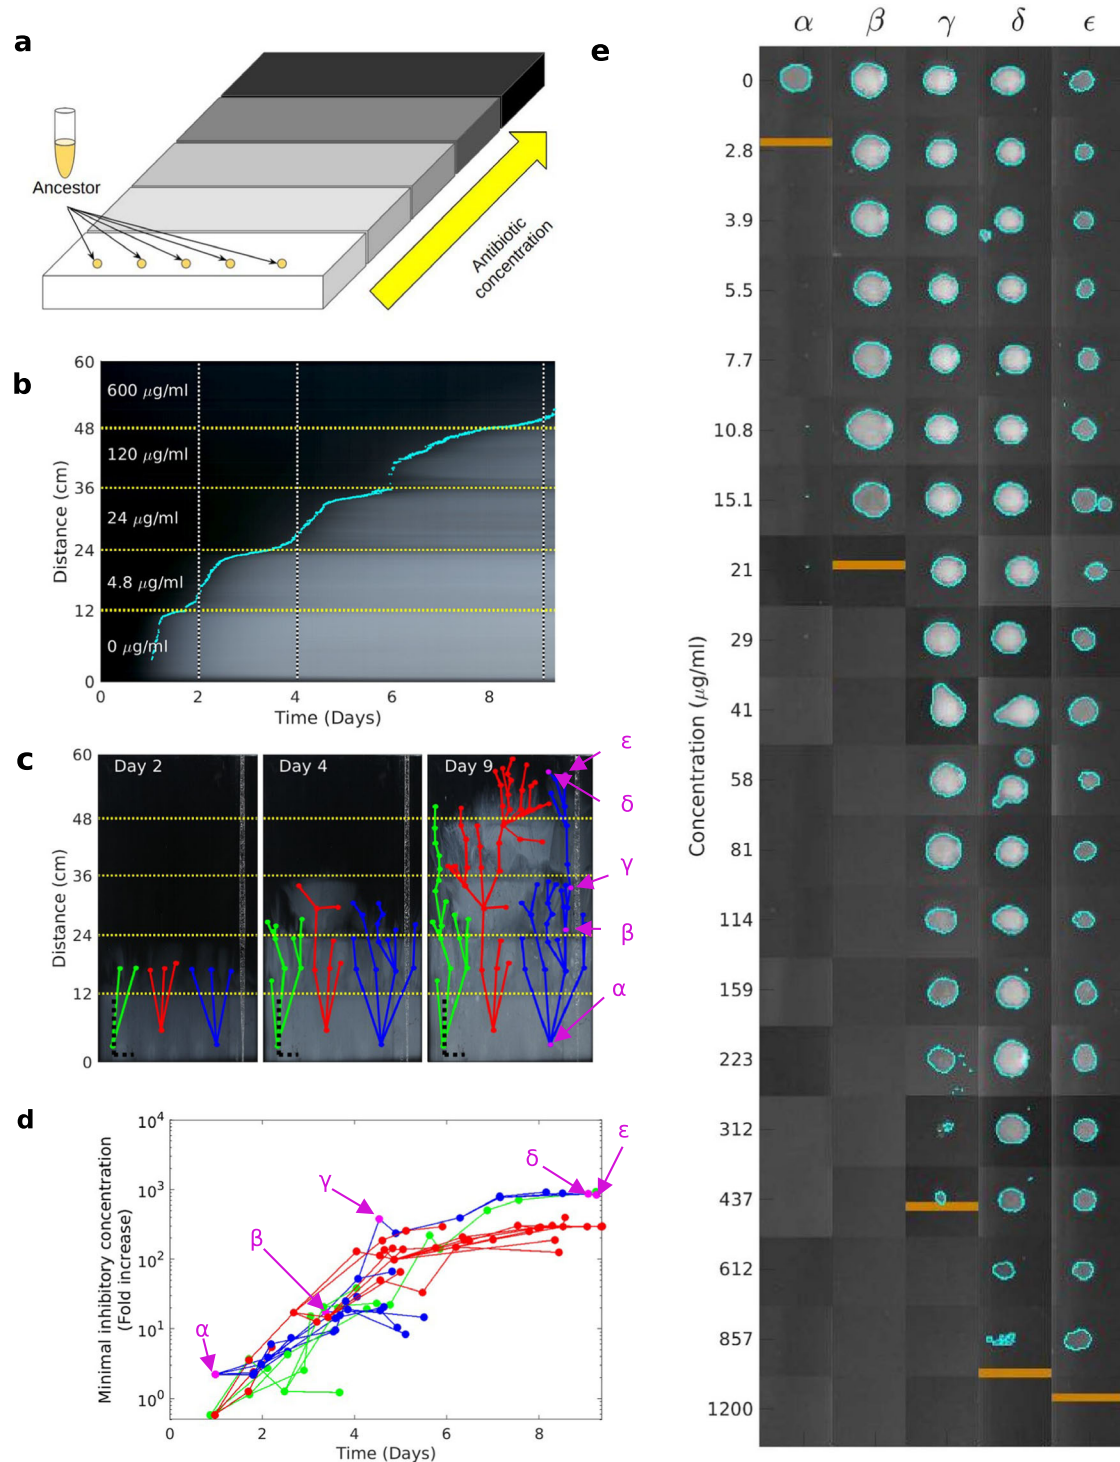 a
Ancestor
Antibiotic
concentration
b
Distance (cm)
60
48
36
24
12
0
600 μg/ml
120 μg/ml
24 μg/ml
4.8 μg/ml
0 μg/ml
0 2 4 6 8
Time (Days)
c
Distance (cm)
60
48
36
24
12
0
Day 2 Day 4 Day 9
ε
δ
γ
β
α
d
Minimal inhibitory concentration
(Fold increase)
10⁴
10³
10²
10¹
10⁰
α
β
γ
δ
ε
0 2 4 6 8
Time (Days)
e
α β γ δ ϵ
Concentration (μg/ml)
0
2.8
3.9
5.5
7.7
10.8
15.1
21
29
41
58
81
114
159
223
312
437
612
857
1200